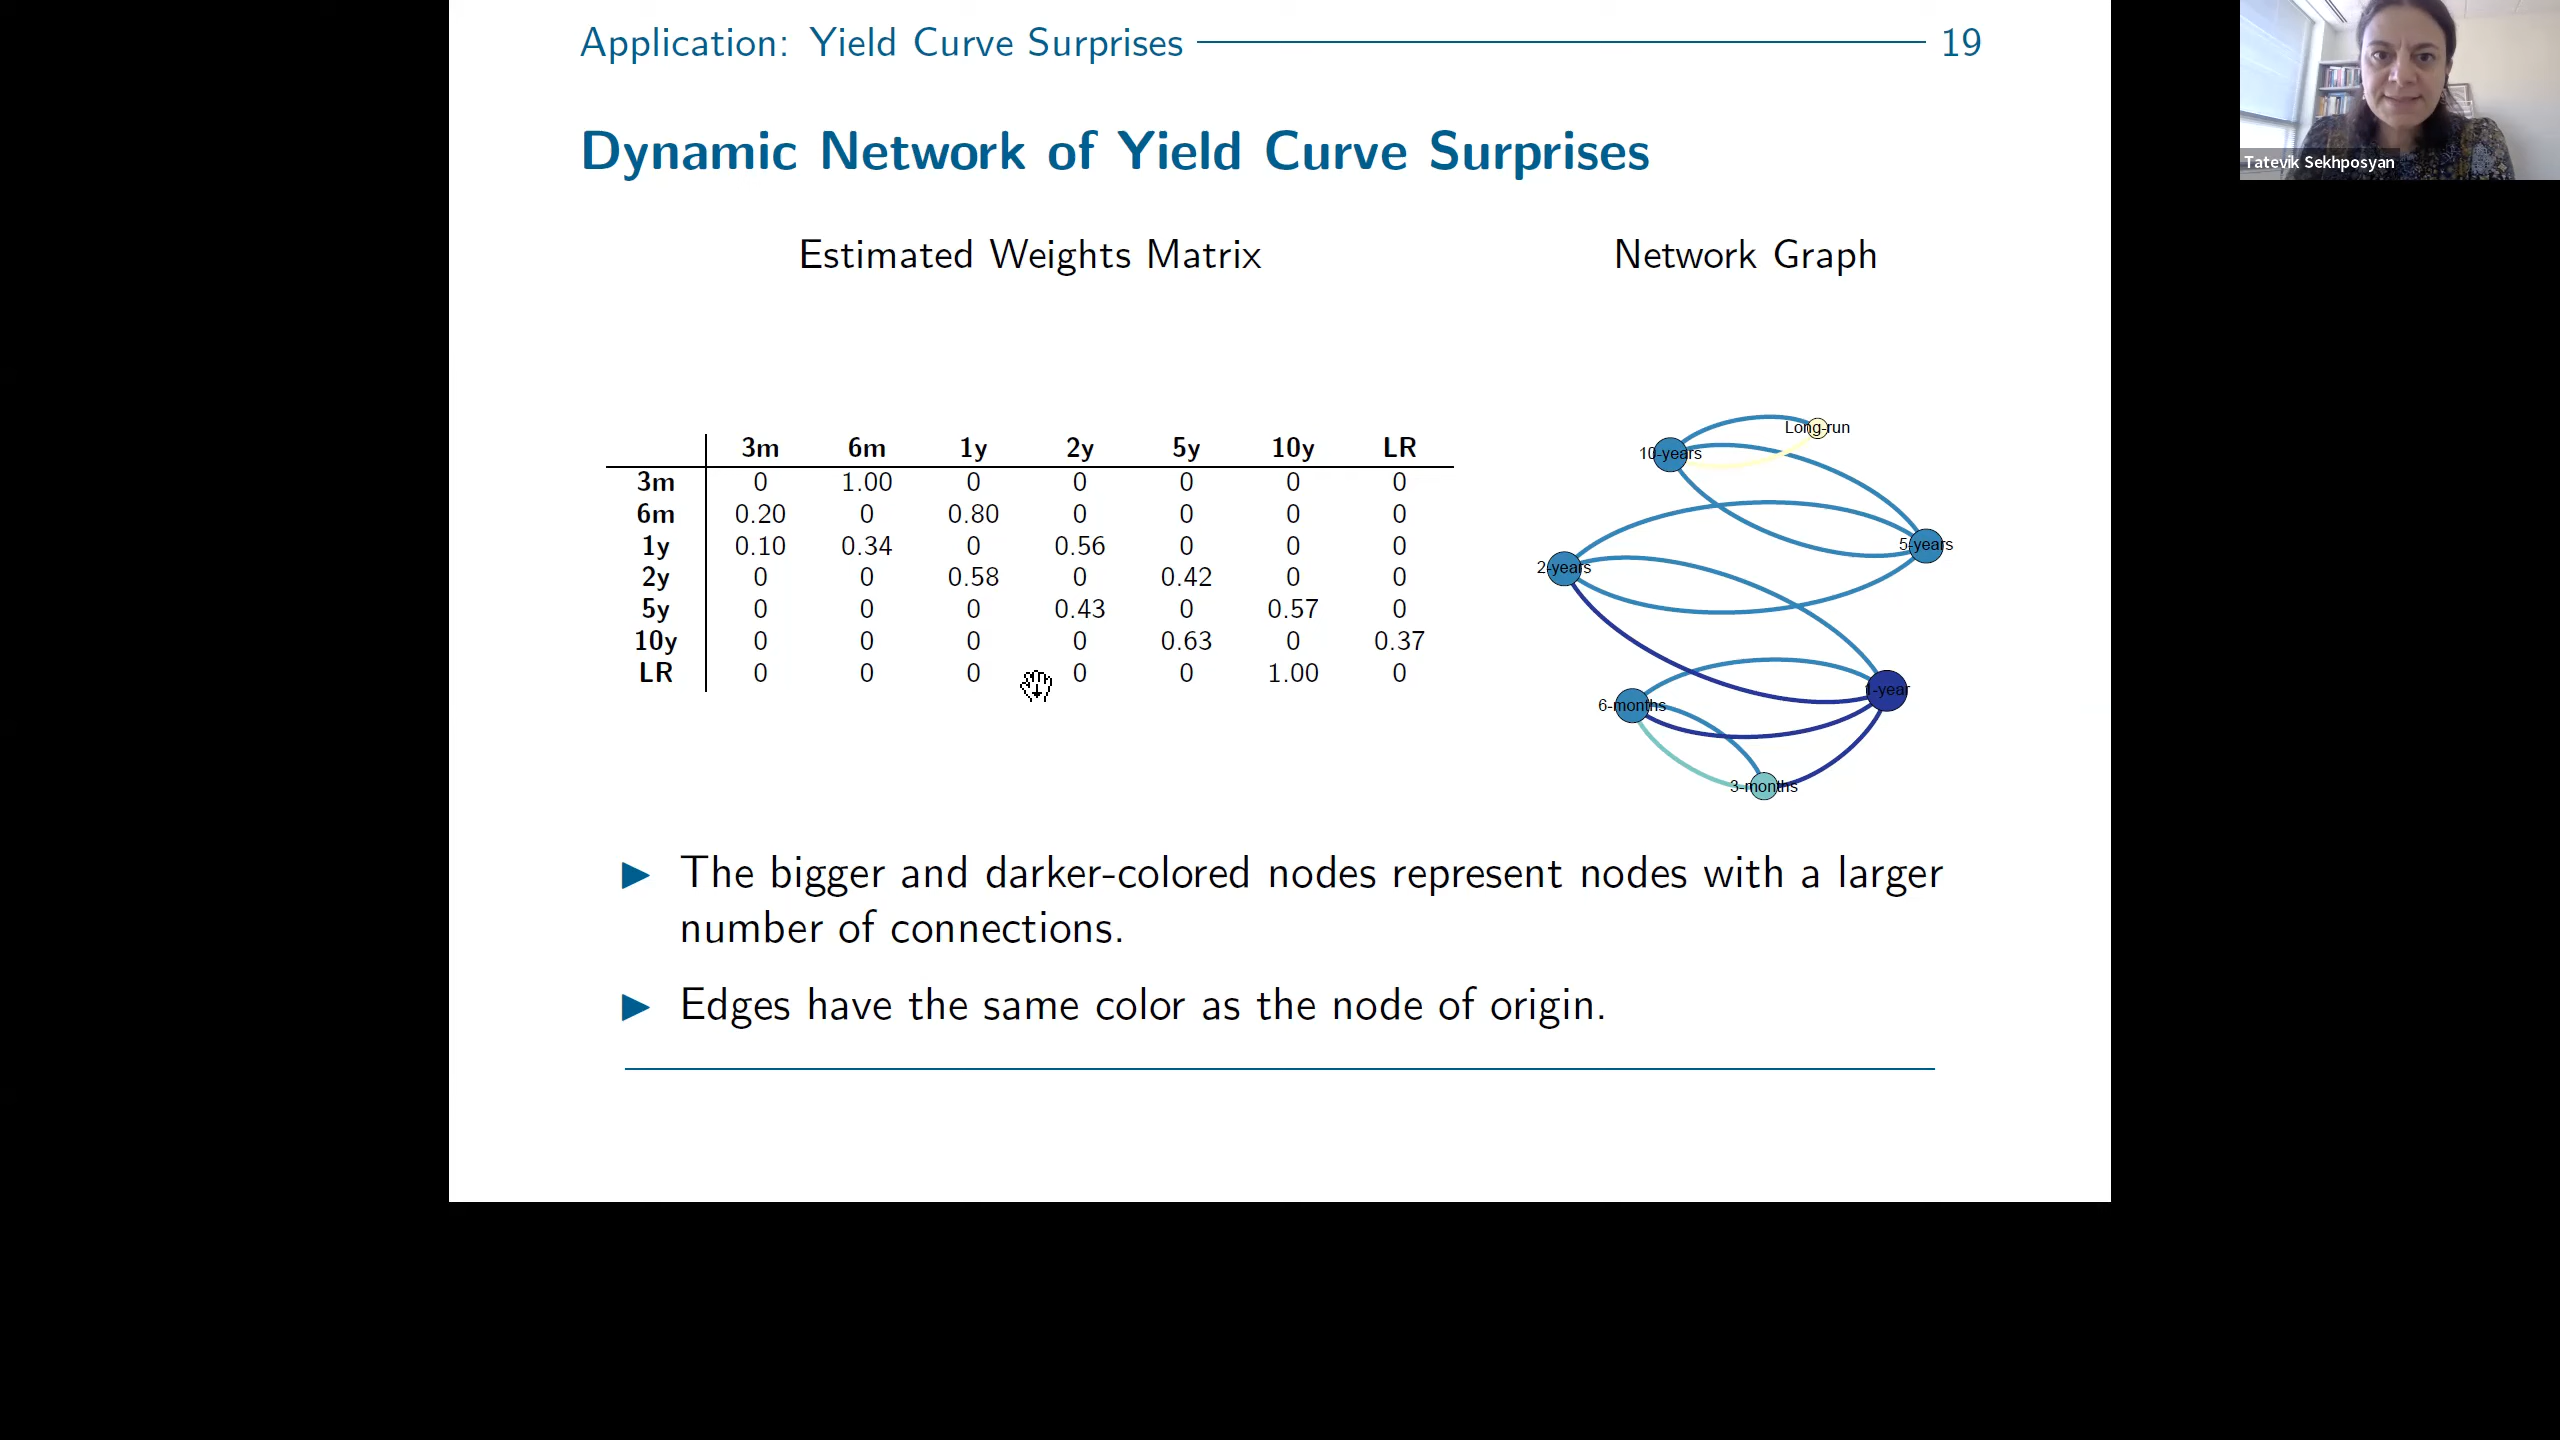 Application: Yield Curve Surprises 19
Tatevik Sekhposyan
Dynamic Network of Yield Curve Surprises
Estimated Weights Matrix
3m 6m 1y 2y 5y 10y LR
3m 0 1.00 0 0 0 0 0
6m 0.20 0 0.80 0 0 0 0
1y 0.10 0.34 0 0.56 0 0 0
2y 0 0 0.58 0 0.42 0 0
5y 0 0 0 0.43 0 0.57 0
10y 0 0 0 0 0.63 0 0.37
LR 0 0 0 0 0 1.00 0
Network Graph
Long-run
10-years
5-years
2-years
1-year
6-months
3-months
▶ The bigger and darker-colored nodes represent nodes with a larger
number of connections.
▶ Edges have the same color as the node of origin.